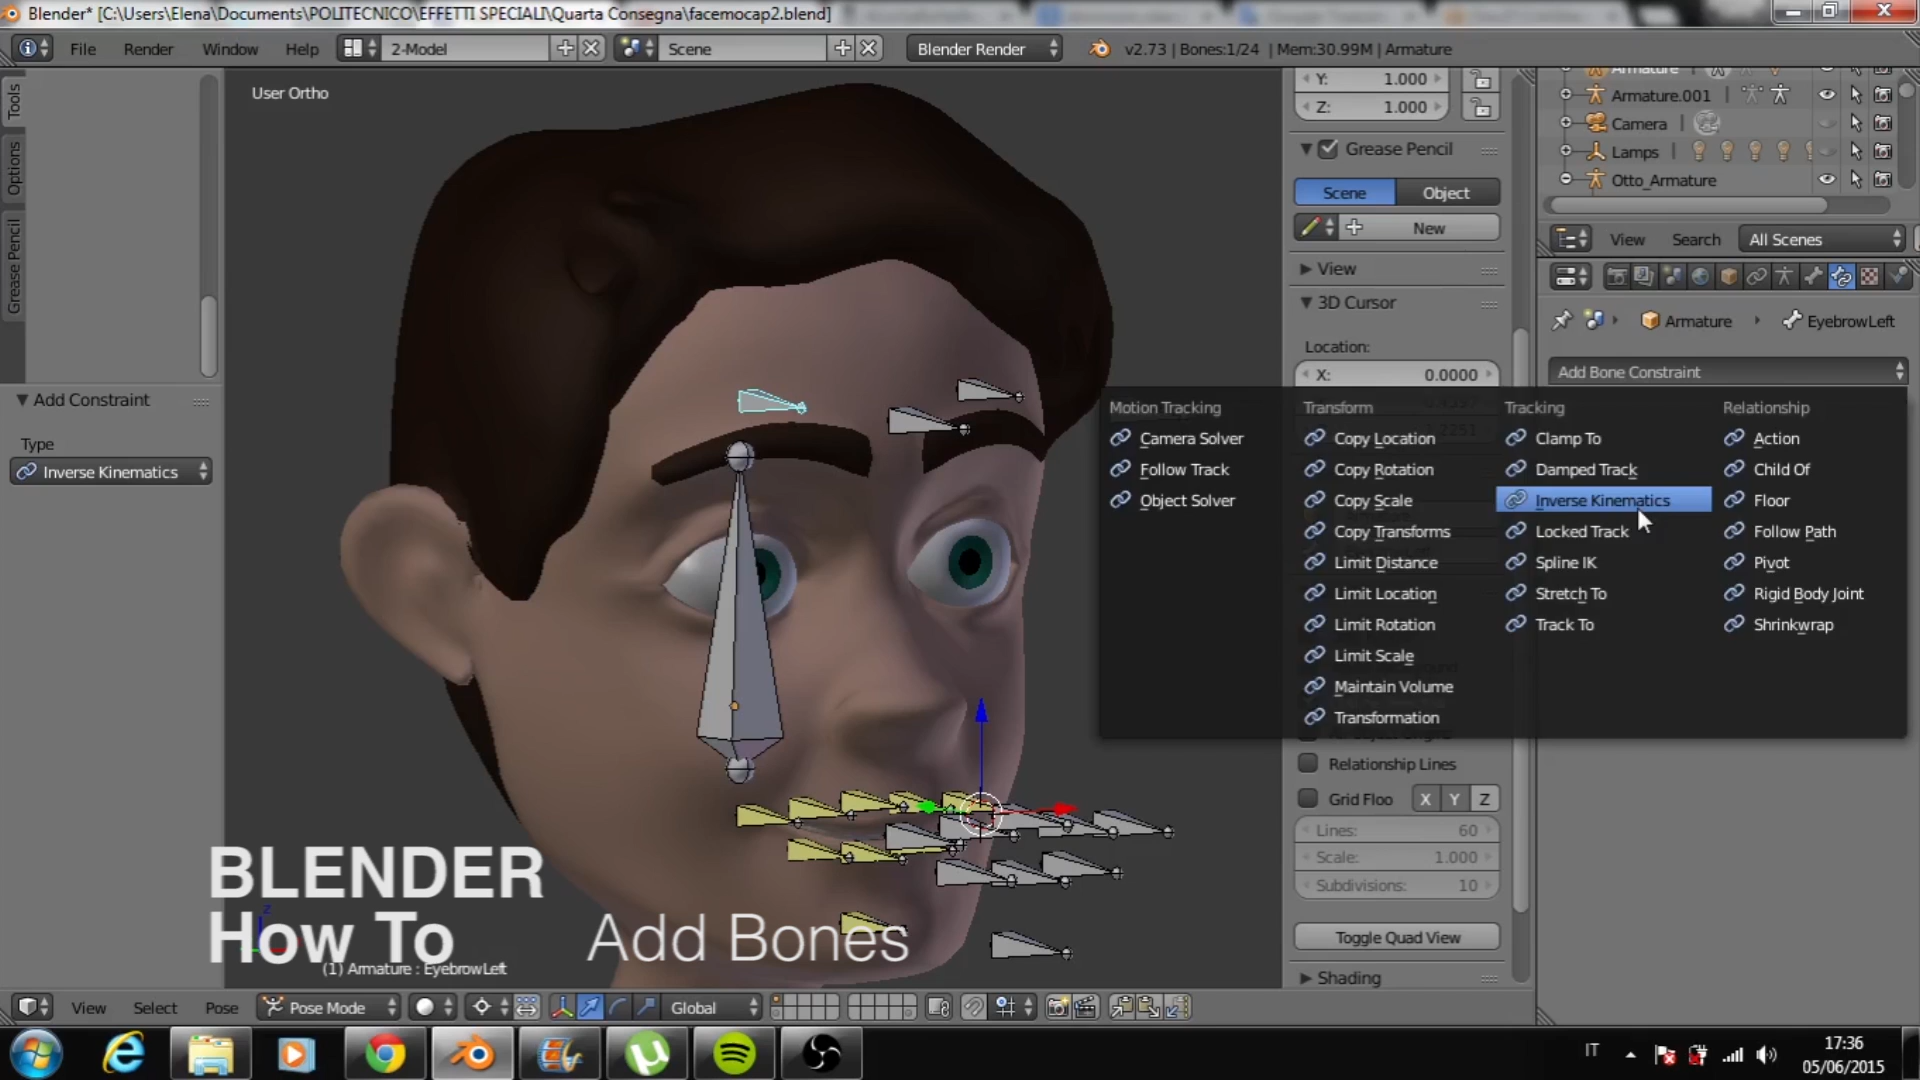 Blender* [C:\Users\Elena\Documents\POLITECNICO\EFFETTI SPECIALI\Quarta Consegna\facemocap2.blend]
File Render Window Help 2-Model Scene Blender Render v2.73 | Bones:1/24 | Mem:30.99M | Armature
Tools
Options
Grease Pencil
Add Constraint
Type
Inverse Kinematics
User Ortho
Y: 1.000
Z: 1.000
Grease Pencil
Scene Object
New
View
3D Cursor
Location:
X: 0.0000
Armature
Armature.001
Camera
Lamps
Otto_Armature
View Search All Scenes
Armature EyebrowLeft
Add Bone Constraint
Motion Tracking
Camera Solver
Follow Track
Object Solver
Transform
Copy Location
Copy Rotation
Copy Scale
Copy Transforms
Limit Distance
Limit Location
Limit Rotation
Limit Scale
Maintain Volume
Transformation
Tracking
Clamp To
Damped Track
Inverse Kinematics
Locked Track
Spline IK
Stretch To
Track To
Relationship
Action
Child Of
Floor
Follow Path
Pivot
Rigid Body Joint
Shrinkwrap
Relationship Lines
Grid Floo X Y Z
Lines: 60
Scale: 1.000
Subdivisions: 10
Toggle Quad View
Shading
BLENDER
How To Add Bones
z
(1) Armature : EyebrowLeft
View Select Pose Pose Mode Global
IT
17:36
05/06/2015